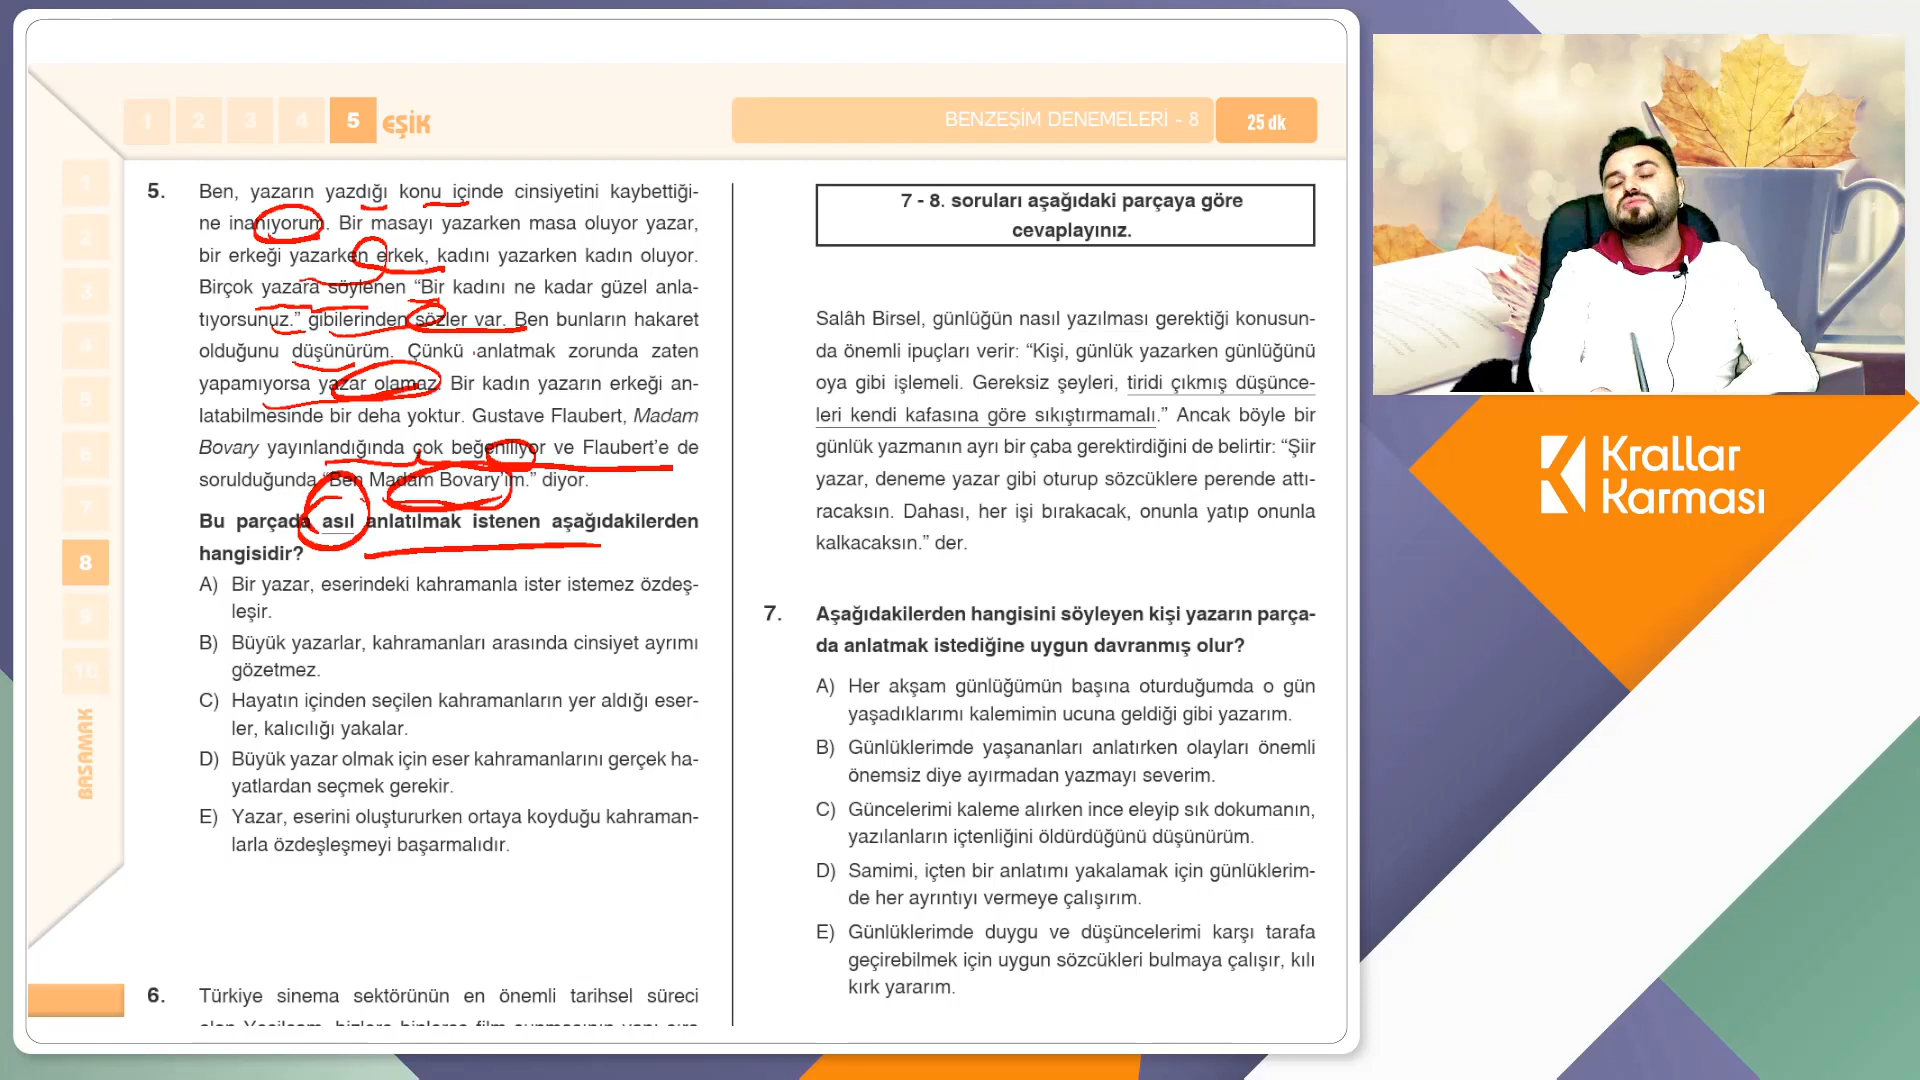 1 2 3 4 5 EŞİK
BENZEŞİM DENEMELERİ - 8 25 dk
1
2
3
4
5
6
7
8
9
10
BASAMAK
5. Ben, yazarın yazdığı konu içinde cinsiyetini kaybettiği-
ne inanıyorum. Bir masayı yazarken masa oluyor yazar,
bir erkeği yazarken erkek, kadını yazarken kadın oluyor.
Birçok yazara söylenen “Bir kadını ne kadar güzel anla-
tıyorsunuz.” gibilerinden sözler var. Ben bunların hakaret
olduğunu düşünürüm. Çünkü anlatmak zorunda zaten
yapamıyorsa yazar olamaz. Bir kadın yazarın erkeği an-
latabilmesinde bir deha yoktur. Gustave Flaubert, Madam
Bovary yayınlandığında çok beğeniliyor ve Flaubert’e de
sorulduğunda “Ben Madam Bovary’im.” diyor.
Bu parçada asıl anlatılmak istenen aşağıdakilerden
hangisidir?
A) Bir yazar, eserindeki kahramanla ister istemez özdeş-
leşir.
B) Büyük yazarlar, kahramanları arasında cinsiyet ayrımı
gözetmez.
C) Hayatın içinden seçilen kahramanların yer aldığı eser-
ler, kalıcılığı yakalar.
D) Büyük yazar olmak için eser kahramanlarını gerçek ha-
yatlardan seçmek gerekir.
E) Yazar, eserini oluştururken ortaya koyduğu kahraman-
larla özdeşleşmeyi başarmalıdır.
6. Türkiye sinema sektörünün en önemli tarihsel süreci
7 - 8. soruları aşağıdaki parçaya göre
cevaplayınız.
Salâh Birsel, günlüğün nasıl yazılması gerektiği konusun-
da önemli ipuçları verir: “Kişi, günlük yazarken günlüğünü
oya gibi işlemeli. Gereksiz şeyleri, tiridi çıkmış düşünce-
leri kendi kafasına göre sıkıştırmamalı.” Ancak böyle bir
günlük yazmanın ayrı bir çaba gerektirdiğini de belirtir: “Şiir
yazar, deneme yazar gibi oturup sözcüklere perende attı-
racaksın. Dahası, her işi bırakacak, onunla yatıp onunla
kalkacaksın.” der.
7. Aşağıdakilerden hangisini söyleyen kişi yazarın parça-
da anlatmak istediğine uygun davranmış olur?
A) Her akşam günlüğümün başına oturduğumda o gün
yaşadıklarımı kalemimin ucuna geldiği gibi yazarım.
B) Günlüklerimde yaşananları anlatırken olayları önemli
önemsiz diye ayırmadan yazmayı severim.
C) Güncelerimi kaleme alırken ince eleyip sık dokumanın,
yazılanların içtenliğini öldürdüğünü düşünürüm.
D) Samimi, içten bir anlatımı yakalamak için günlüklerim-
de her ayrıntıyı vermeye çalışırım.
E) Günlüklerimde duygu ve düşüncelerimi karşı tarafa
geçirebilmek için uygun sözcükleri bulmaya çalışır, kılı
kırk yararım.
Krallar
Karması